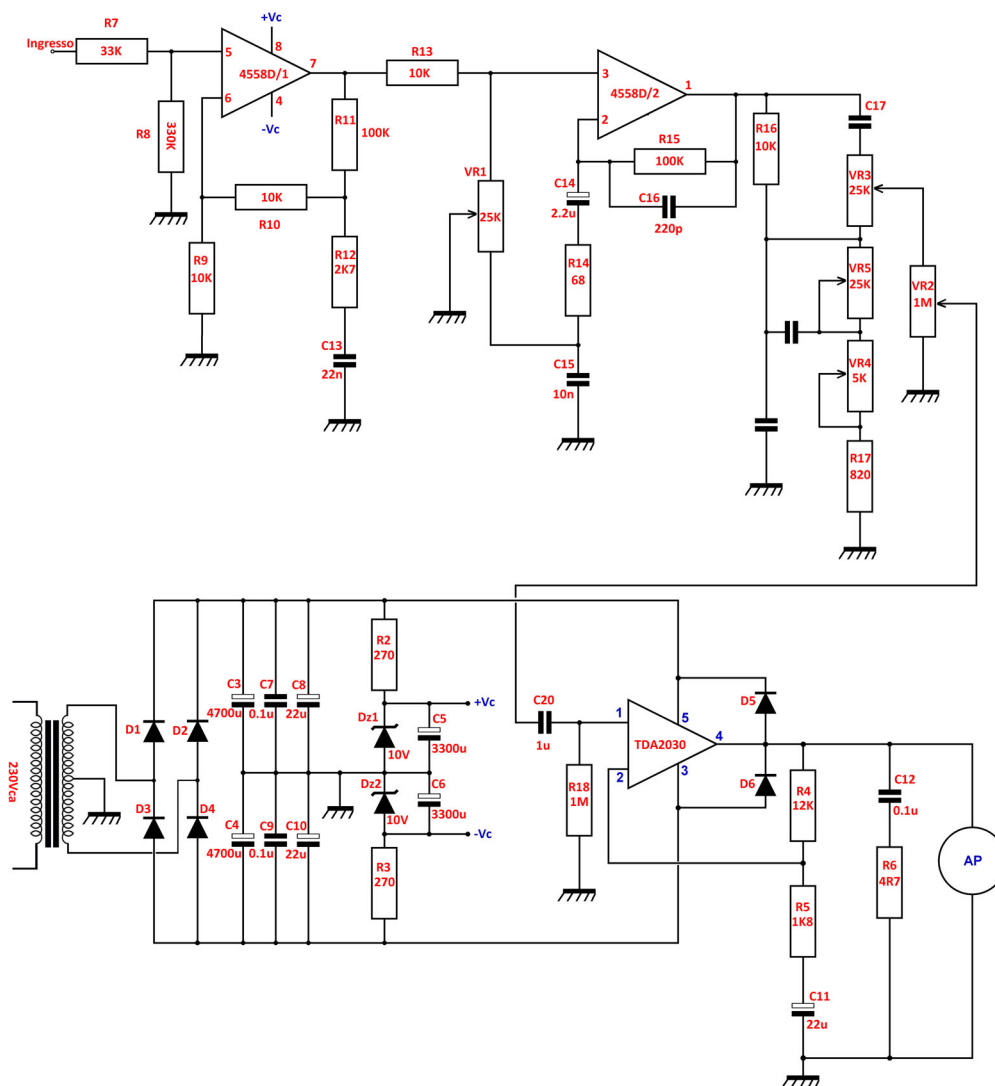 R7
+Vc
Ingresso
33K
8
5
7
4558D/1
6
4
-Vc
R8
330K
R11
100K
R13
10K
3
4558D/2
2
1
R16
10K
C17
R15
100K
VR1
25K
C14
2.2u
C16
220p
VR3
25K
10K
R10
R9
10K
R12
2K7
R14
68
VR5
25K
VR2
1M
C13
22n
C15
10n
VR4
5K
R17
820
R2
270
C3
4700u
C7
0.1u
C8
22u
+Vc
Dz1
10V
C5
3300u
C20
1u
1
5
TDA2030
4
2
3
D5
D1
D2
230Vca
D3
D4
Dz2
10V
C6
3300u
-Vc
R18
1M
D6
R4
12K
C12
0.1u
C4
4700u
C9
0.1u
C10
22u
R3
270
R6
4R7
AP
R5
1K8
C11
22u